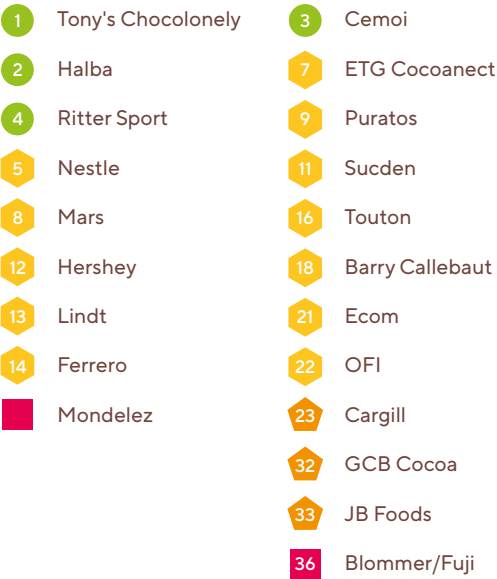 1 Tony's Chocolonely
2 Halba
4 Ritter Sport
5 Nestle
8 Mars
12 Hershey
13 Lindt
14 Ferrero
Mondelez
3 Cemoi
7 ETG Cocoanect
9 Puratos
11 Sucden
16 Touton
18 Barry Callebaut
21 Ecom
22 OFI
23 Cargill
32 GCB Cocoa
33 JB Foods
36 Blommer/Fuji